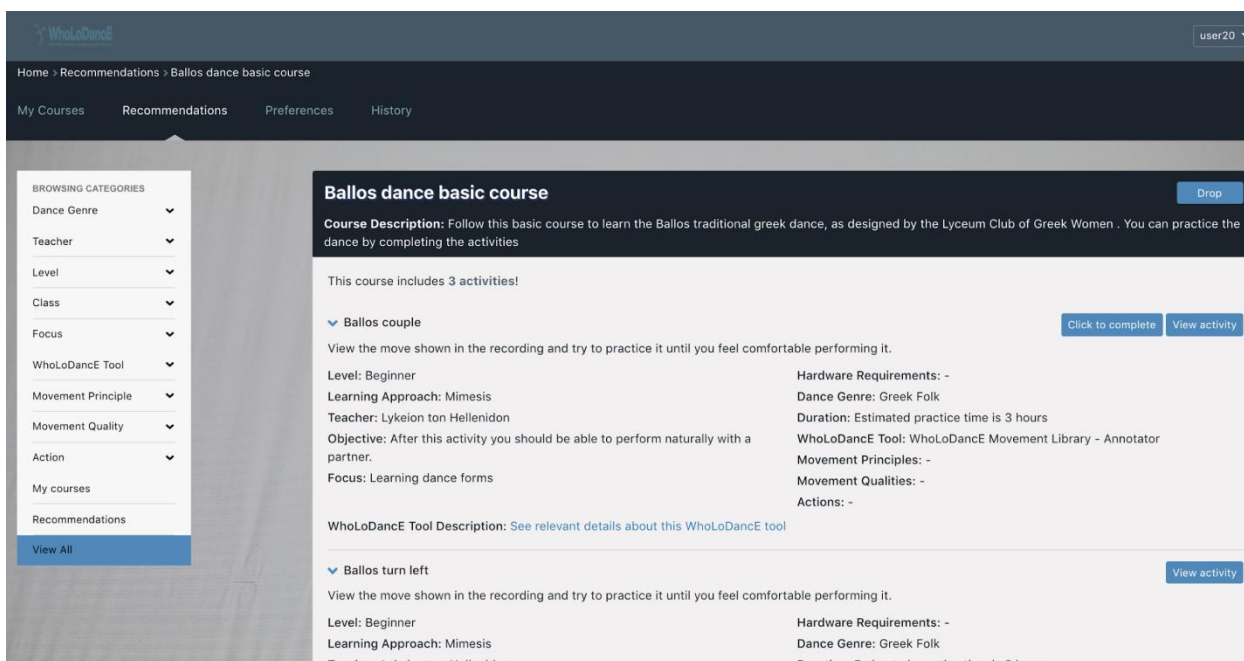 WhoLoDancE
user20
Home > Recommendations > Ballos dance basic course
My Courses Recommendations Preferences History
BROWSING CATEGORIES
Dance Genre
Teacher
Level
Class
Focus
WhoLoDancE Tool
Movement Principle
Movement Quality
Action
My courses
Recommendations
View All
Ballos dance basic course
Drop
Course Description: Follow this basic course to learn the Ballos traditional greek dance, as designed by the Lyceum Club of Greek Women . You can practice the
dance by completing the activities
This course includes 3 activities!
Ballos couple
Click to complete View activity
View the move shown in the recording and try to practice it until you feel comfortable performing it.
Level: Beginner
Learning Approach: Mimesis
Teacher: Lykeion ton Hellenidon
Objective: After this activity you should be able to perform naturally with a
partner.
Focus: Learning dance forms
Hardware Requirements: -
Dance Genre: Greek Folk
Duration: Estimated practice time is 3 hours
WhoLoDancE Tool: WhoLoDancE Movement Library - Annotator
Movement Principles: -
Movement Qualities: -
Actions: -
WhoLoDancE Tool Description: See relevant details about this WhoLoDancE tool
Ballos turn left
View activity
View the move shown in the recording and try to practice it until you feel comfortable performing it.
Level: Beginner
Learning Approach: Mimesis
Hardware Requirements: -
Dance Genre: Greek Folk